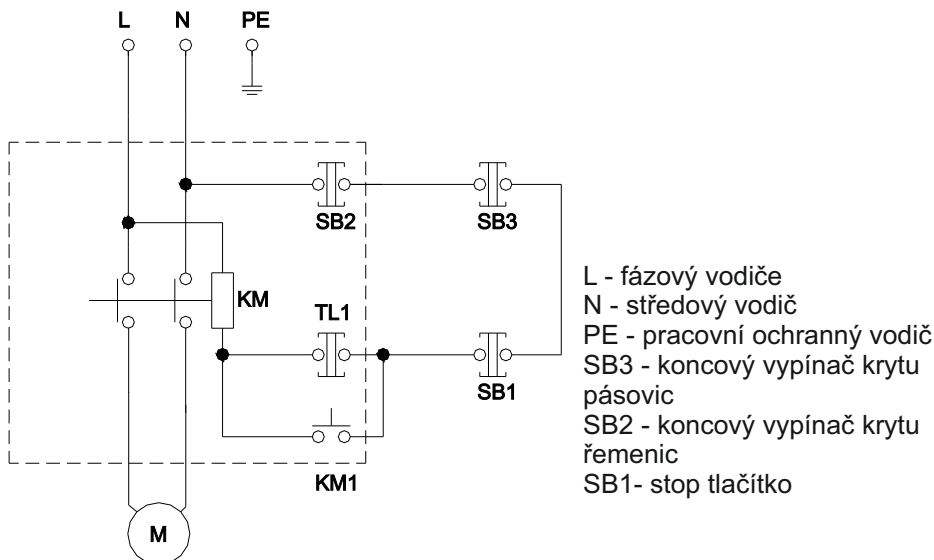 L N PE
SB2 SB3
KM
TL1
SB1
KM1
M
L - fázový vodiče
N - středový vodič
PE - pracovní ochranný vodič
SB3 - koncový vypínač krytu
pásovic
SB2 - koncový vypínač krytu
řemenic
SB1- stop tlačítko